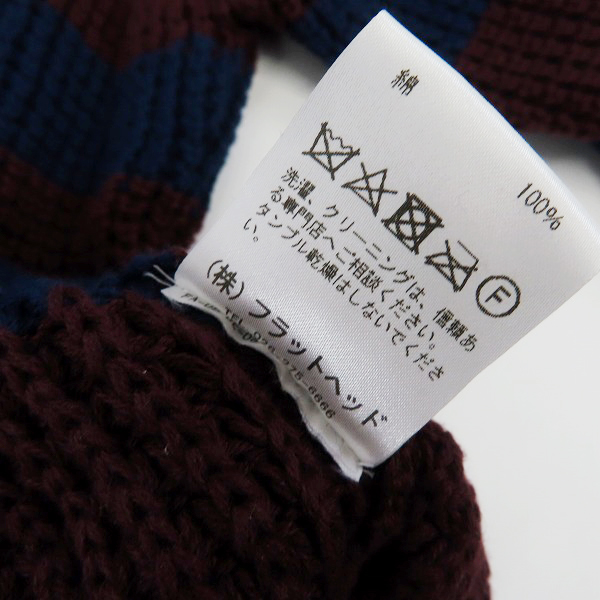 綿 100%
F
洗濯、クリーニングは、信頼あ
る専門店へご相談ください。
タンブル乾燥はしないでくださ
い。
(株)フラットヘッド